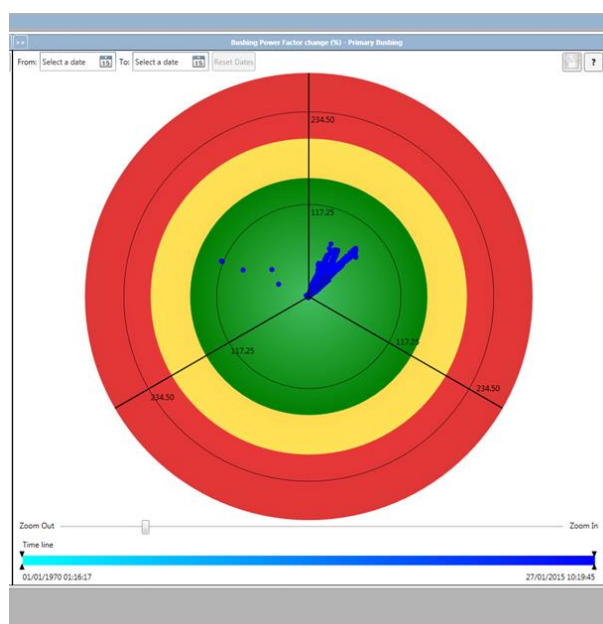 >> Bushing Power Factor change (%) - Primary Bushing
From: Select a date 15 To: Select a date 15 Reset Dates ?
234.50
117.25
117.25 117.25
234.50 234.50
Zoom Out Zoom In
Time line
01/01/1970 01:16:17 27/01/2015 10:19:45